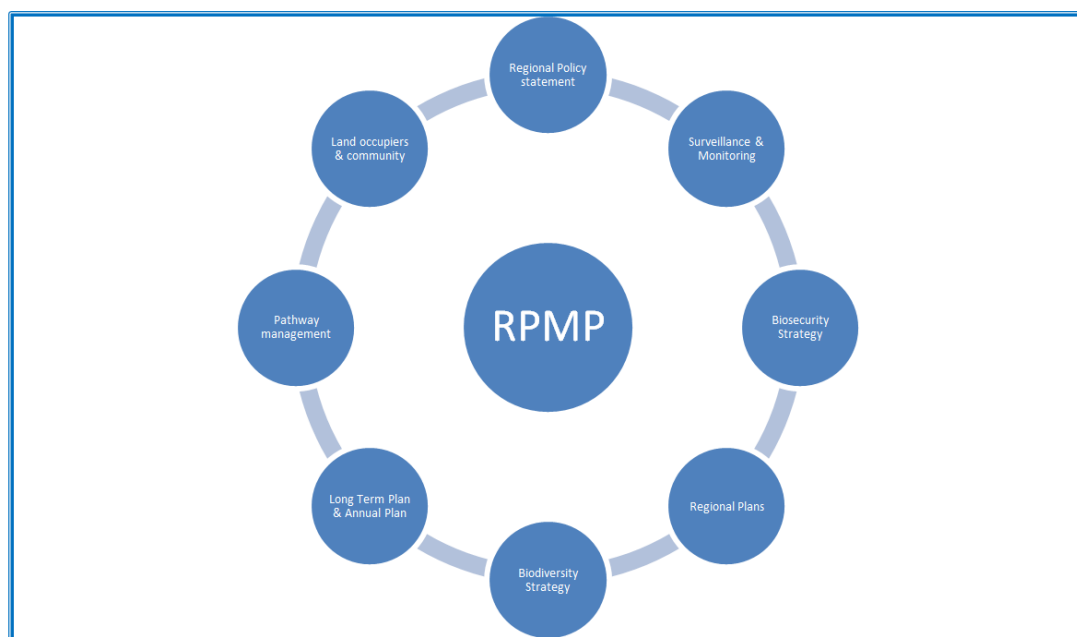 Regional Policy
statement
Surveillance &
Monitoring
Biosecurity
Strategy
Regional Plans
Biodiversity
Strategy
Long Term Plan
& Annual Plan
Pathway
management
Land occupiers
& community
RPMP